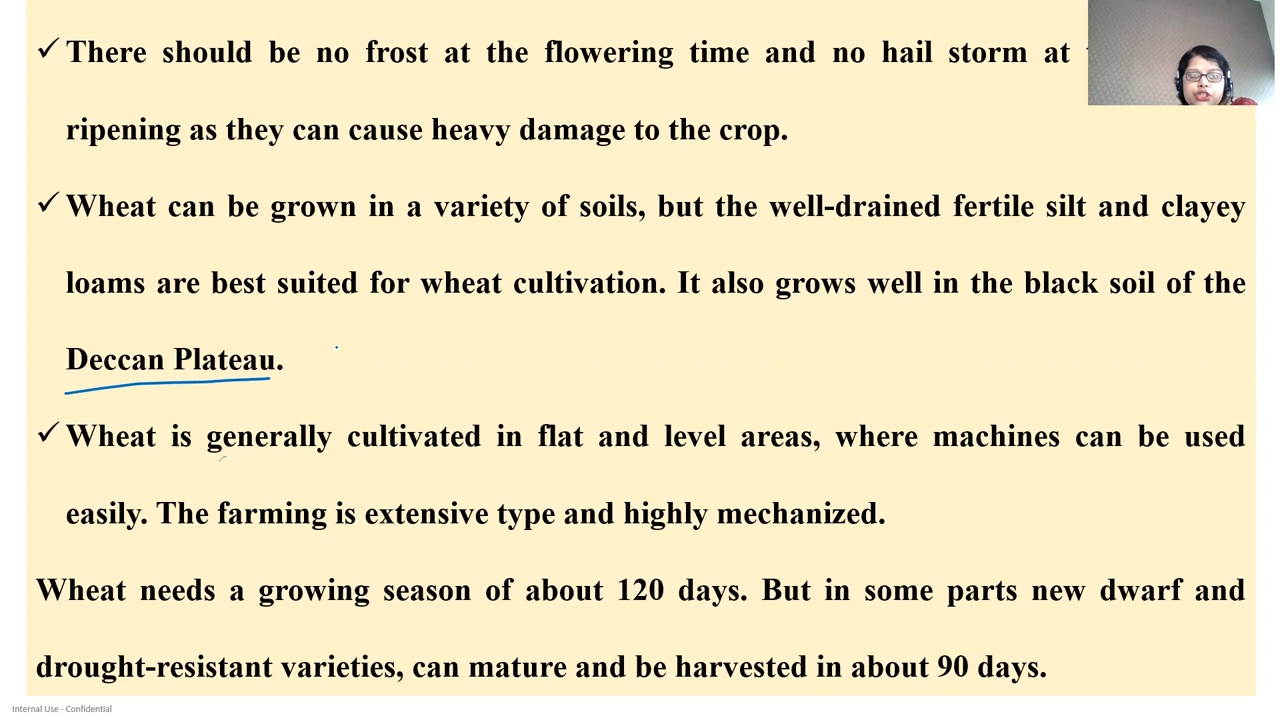 ✓ There should be no frost at the flowering time and no hail storm at
ripening as they can cause heavy damage to the crop.
✓ Wheat can be grown in a variety of soils, but the well-drained fertile silt and clayey
loams are best suited for wheat cultivation. It also grows well in the black soil of the
Deccan Plateau.
✓ Wheat is generally cultivated in flat and level areas, where machines can be used
easily. The farming is extensive type and highly mechanized.
Wheat needs a growing season of about 120 days. But in some parts new dwarf and
drought-resistant varieties, can mature and be harvested in about 90 days.
Internal Use - Confidential